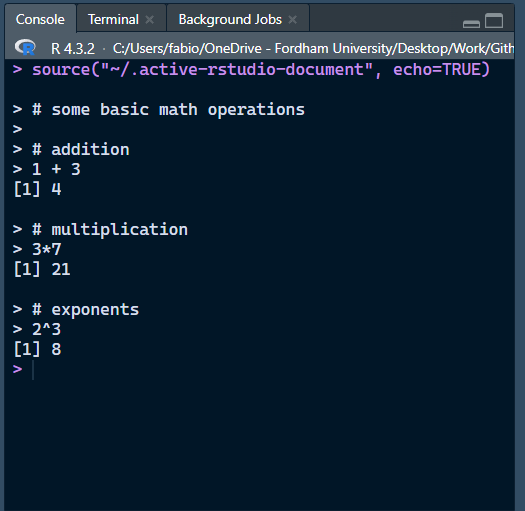 Console Terminal × Background Jobs ×
R 4.3.2 · C:/Users/fabio/OneDrive - Fordham University/Desktop/Work/Gith
> source("~/.active-rstudio-document", echo=TRUE)
> # some basic math operations
>
> # addition
> 1 + 3
[1] 4
> # multiplication
> 3*7
[1] 21
> # exponents
> 2^3
[1] 8
>